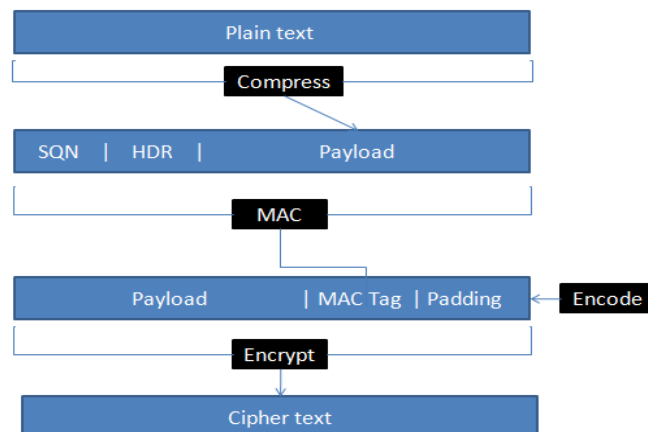 Plain text
Compress
SQN | HDR | Payload
MAC
Payload | MAC Tag | Padding
Encode
Encrypt
Cipher text